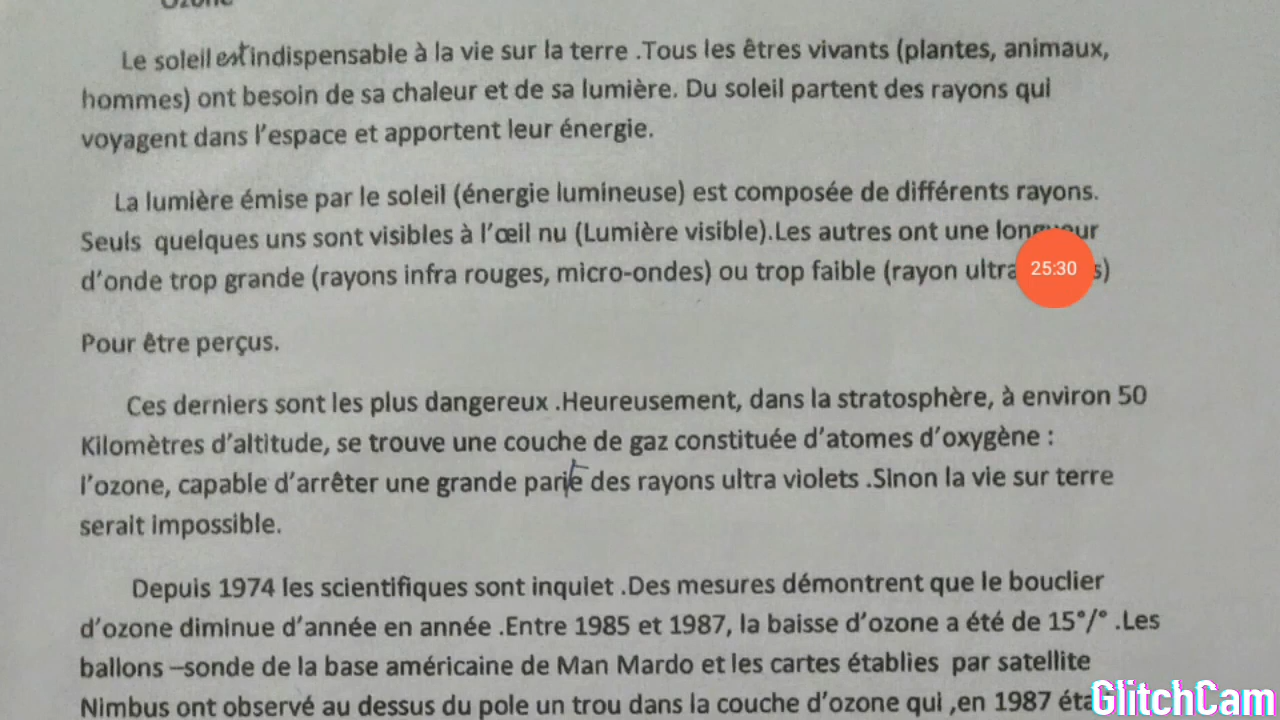 Ozone
Le soleil est indispensable à la vie sur la terre .Tous les êtres vivants (plantes, animaux,
hommes) ont besoin de sa chaleur et de sa lumière. Du soleil partent des rayons qui
voyagent dans l'espace et apportent leur énergie.
La lumière émise par le soleil (énergie lumineuse) est composée de différents rayons.
Seuls quelques uns sont visibles à l'œil nu (Lumière visible).Les autres ont une longueur
d'onde trop grande (rayons infra rouges, micro-ondes) ou trop faible (rayon
25:30
Pour être perçus.
Ces derniers sont les plus dangereux .Heureusement, dans la stratosphère, à environ 50
Kilomètres d'altitude, se trouve une couche de gaz constituée d'atomes d'oxygène :
l'ozone, capable d'arrêter une grande partie des rayons ultra violets .Sinon la vie sur terre
serait impossible.
Depuis 1974 les scientifiques sont inquiet .Des mesures démontrent que le bouclier
d'ozone diminue d'année en année .Entre 1985 et 1987, la baisse d'ozone a été de 15°/° .Les
ballons –sonde de la base américaine de Man Mardo et les cartes établies par satellite
Nimbus ont observé au dessus du pole un trou dans la couche d'ozone qui ,en 1987
GlitchCam